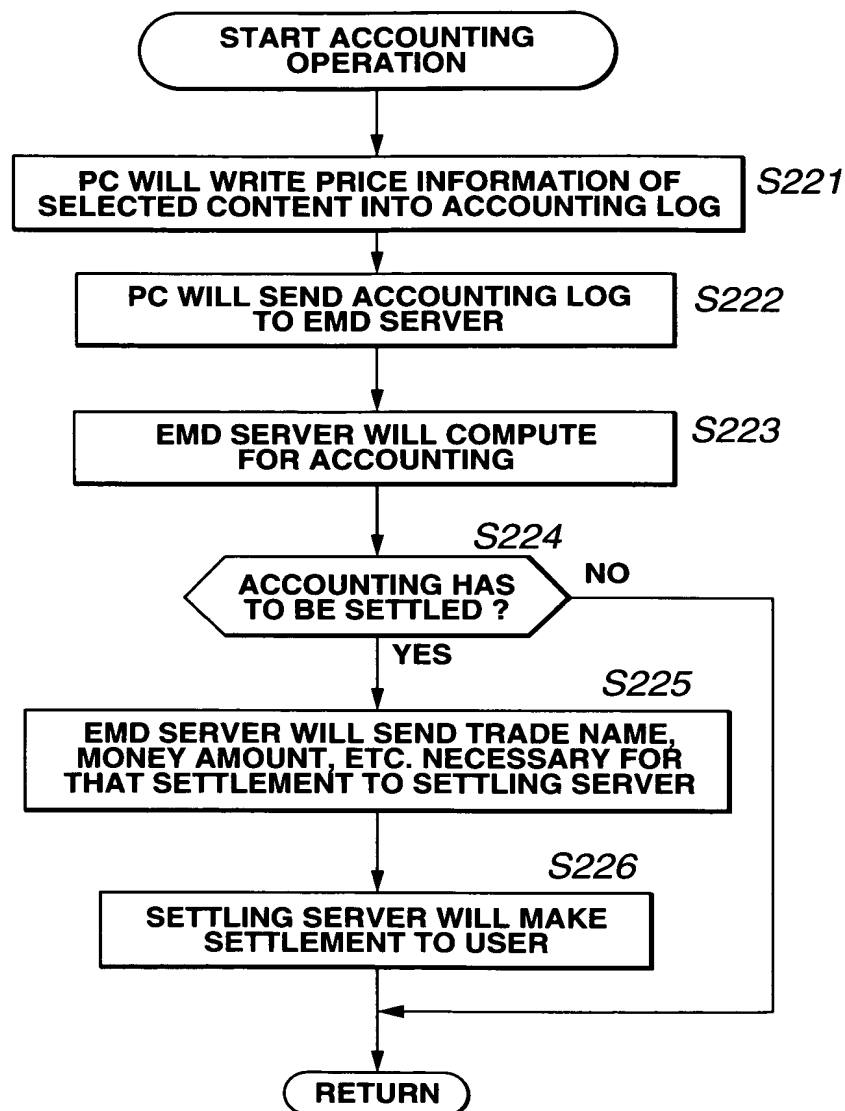 START ACCOUNTING
OPERATION
PC WILL WRITE PRICE INFORMATION OF
SELECTED CONTENT INTO ACCOUNTING LOG
S221
PC WILL SEND ACCOUNTING LOG
TO EMD SERVER
S222
EMD SERVER WILL COMPUTE
FOR ACCOUNTING
S223
S224
ACCOUNTING HAS
TO BE SETTLED ?
NO
YES
S225
EMD SERVER WILL SEND TRADE NAME,
MONEY AMOUNT, ETC. NECESSARY FOR
THAT SETTLEMENT TO SETTLING SERVER
S226
SETTLING SERVER WILL MAKE
SETTLEMENT TO USER
RETURN